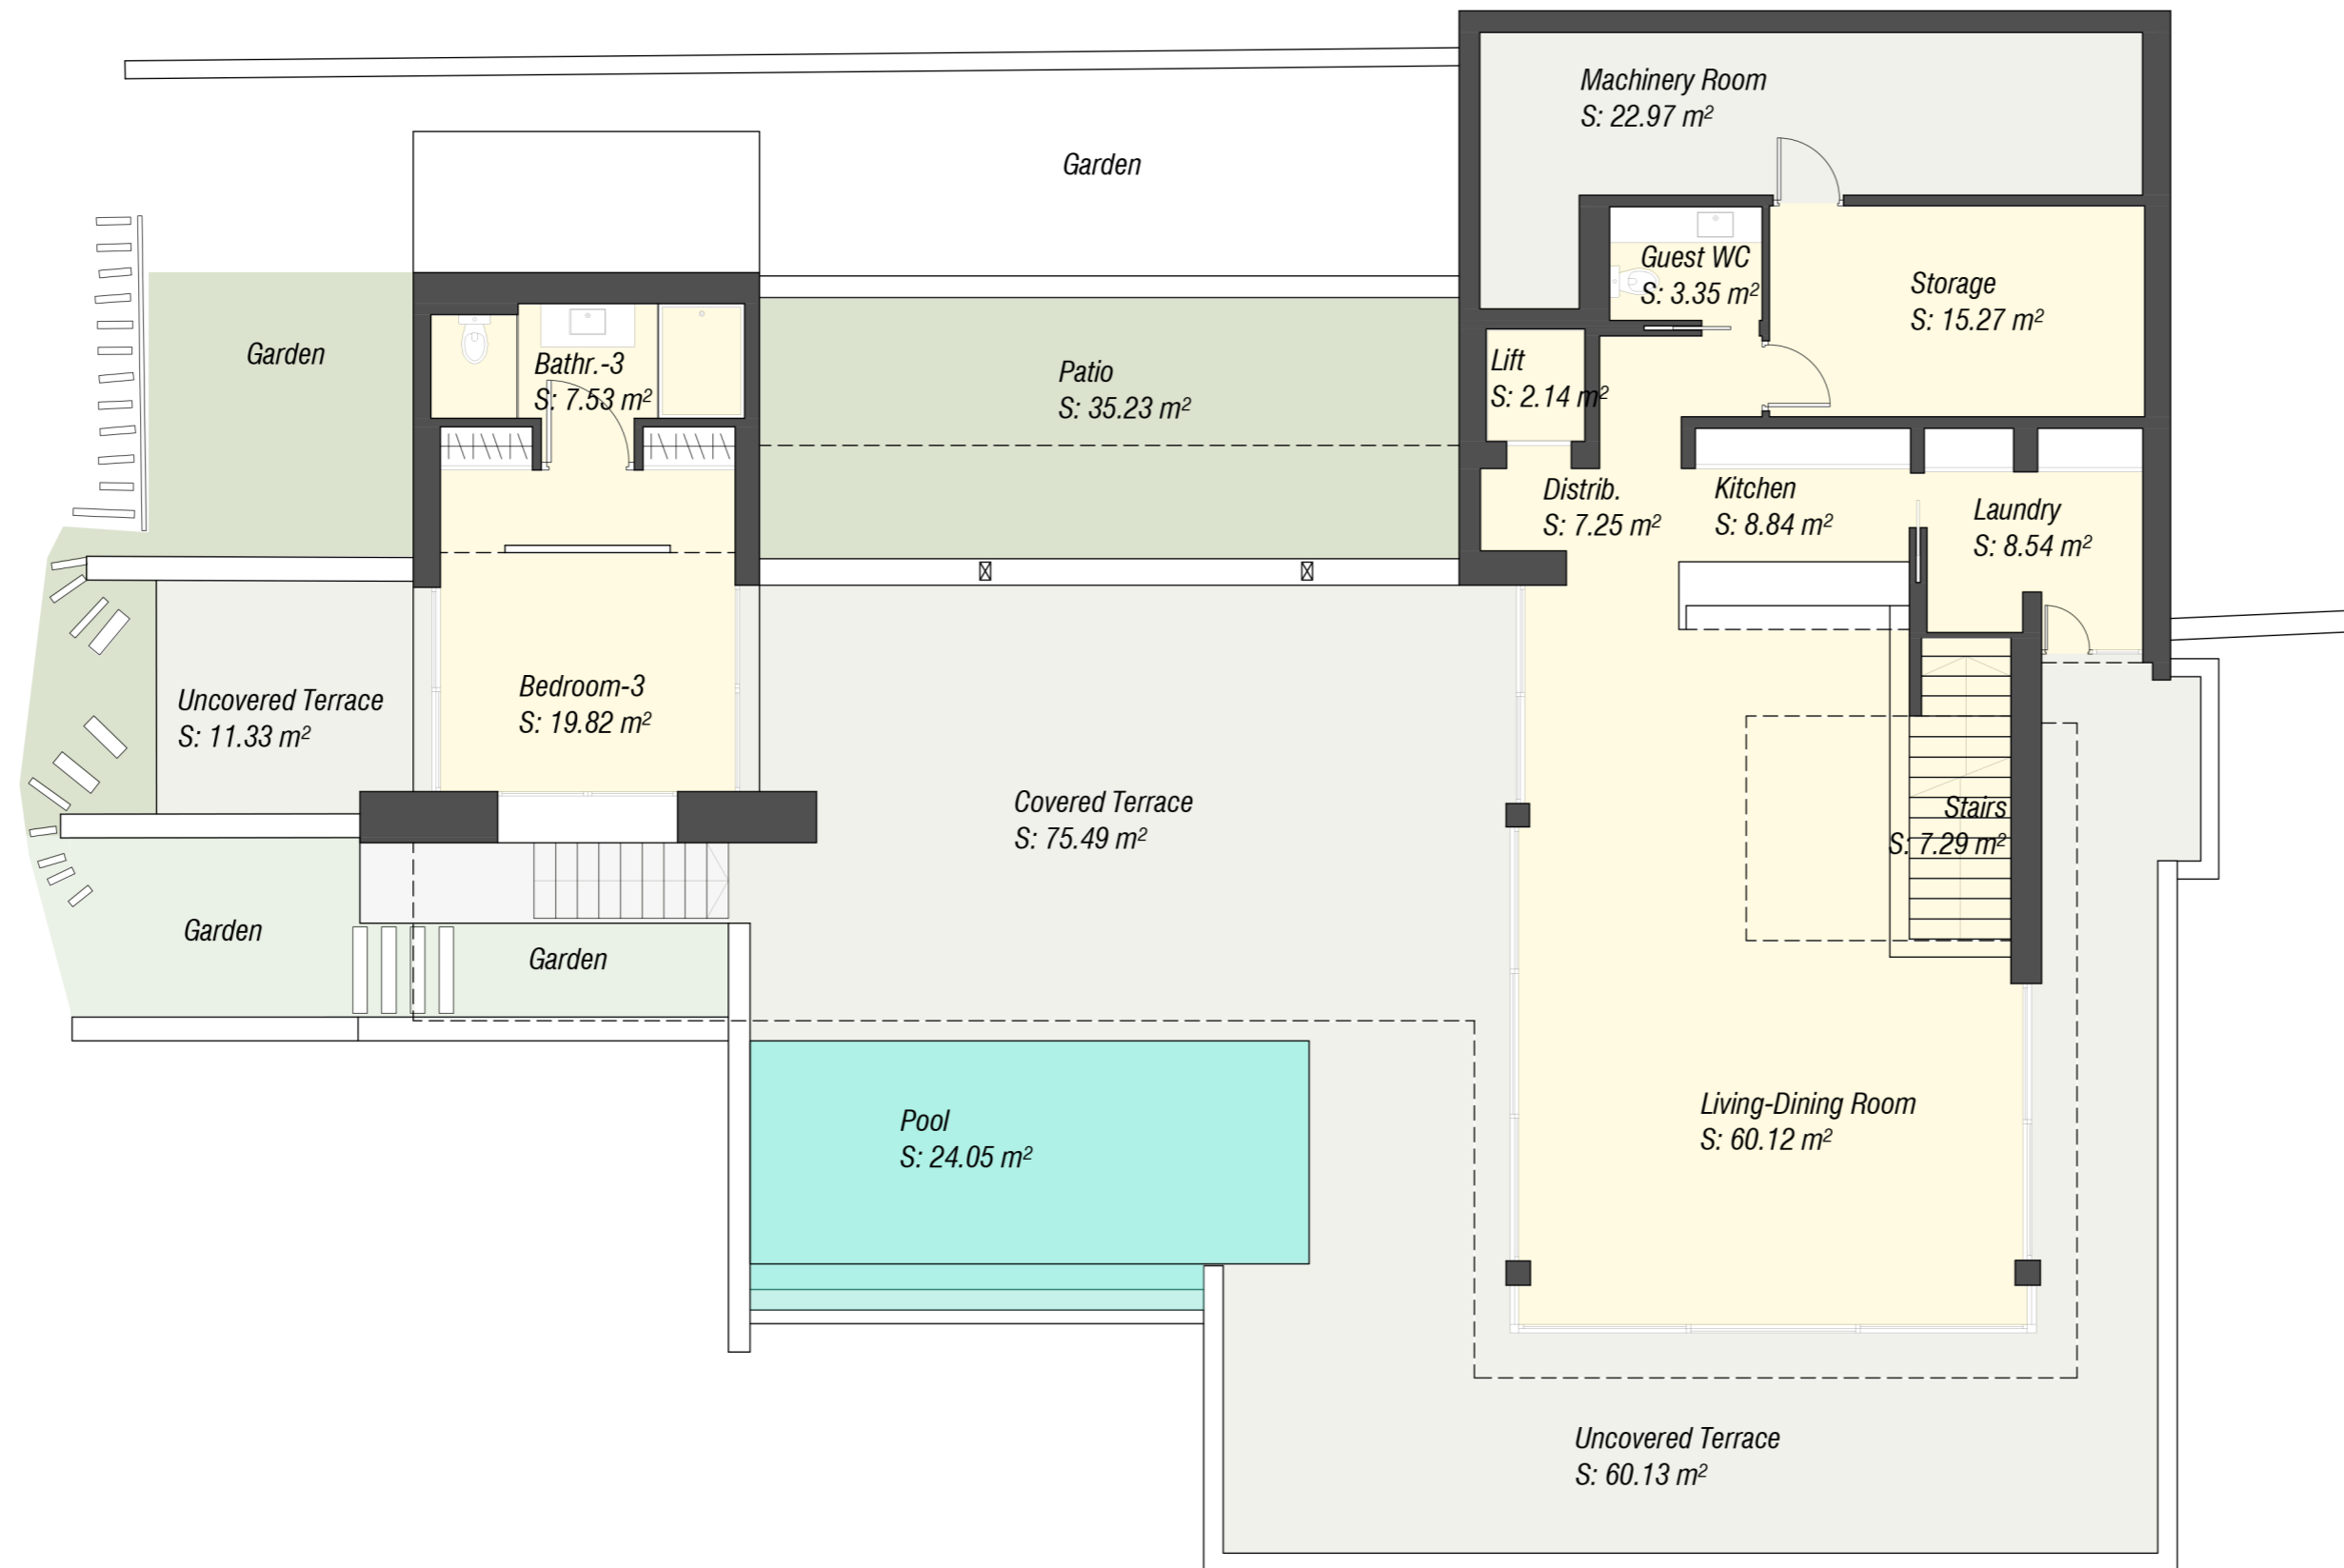 Machinery Room
S: 22.97 m²
Garden
Guest WC
S: 3.35 m²
Storage
S: 15.27 m²
Garden
Bathr.-3
S: 7.53 m²
Patio
S: 35.23 m²
Lift
S: 2.14 m²
Distrib.
S: 7.25 m²
Kitchen
S: 8.84 m²
Laundry
S: 8.54 m²
Uncovered Terrace
S: 11.33 m²
Bedroom-3
S: 19.82 m²
Covered Terrace
S: 75.49 m²
Stairs
S: 7.29 m²
Garden
Garden
Pool
S: 24.05 m²
Living-Dining Room
S: 60.12 m²
Uncovered Terrace
S: 60.13 m²